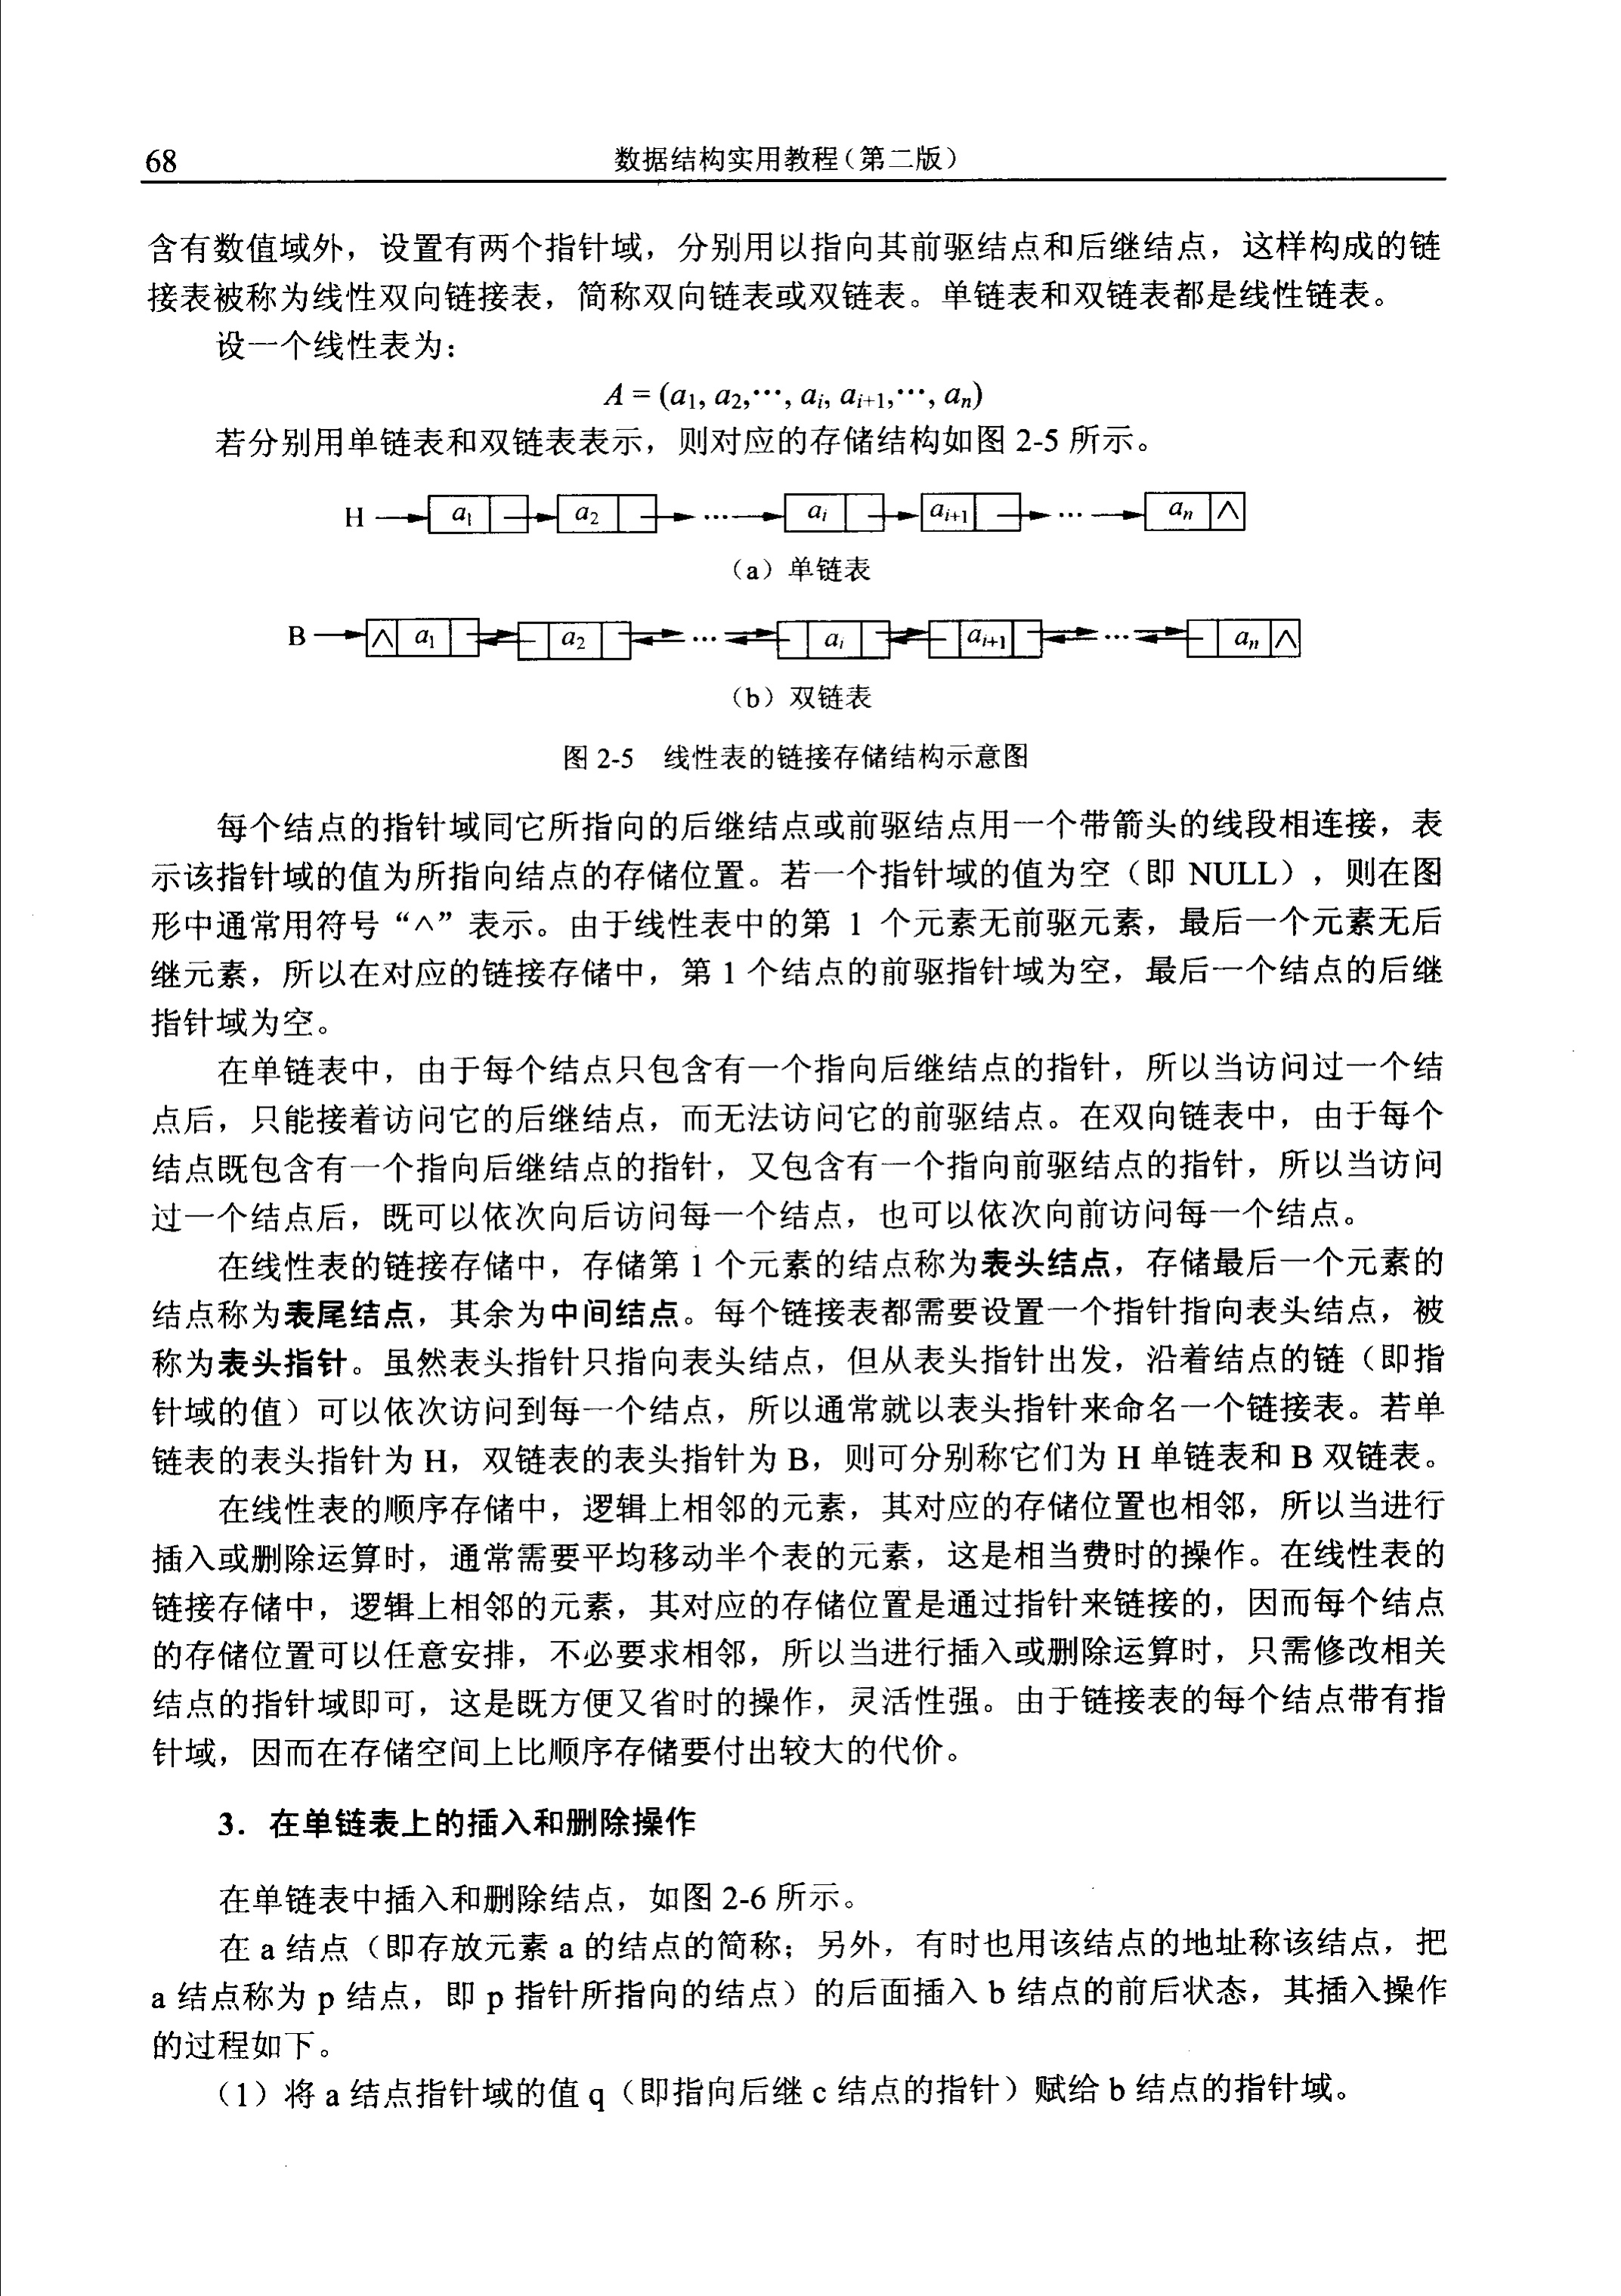 68
数据结构实用教程（第二版）
含有数值域外，设置有两个指针域，分别用以指向其前驱结点和后继结点，这样构成的链
接表被称为线性双向链接表，简称双向链表或双链表。单链表和双链表都是线性链表。
设一个线性表为：
A = (a1, a2,⋯, ai, ai+1,⋯, an)
若分别用单链表和双链表表示，则对应的存储结构如图 2-5 所示。
H a1 a2 … ai ai+1 … an ∧
（a）单链表
B ∧ a1 a2 … ai ai+1 … an ∧
（b）双链表
图 2-5 线性表的链接存储结构示意图
每个结点的指针域同它所指向的后继结点或前驱结点用一个带箭头的线段相连接，表
示该指针域的值为所指向结点的存储位置。若一个指针域的值为空（即 NULL），则在图
形中通常用符号“∧”表示。由于线性表中的第 1 个元素无前驱元素，最后一个元素无后
继元素，所以在对应的链接存储中，第 1 个结点的前驱指针域为空，最后一个结点的后继
指针域为空。
在单链表中，由于每个结点只包含有一个指向后继结点的指针，所以当访问过一个结
点后，只能接着访问它的后继结点，而无法访问它的前驱结点。在双向链表中，由于每个
结点既包含有一个指向后继结点的指针，又包含有一个指向前驱结点的指针，所以当访问
过一个结点后，既可以依次向后访问每一个结点，也可以依次向前访问每一个结点。
在线性表的链接存储中，存储第 1 个元素的结点称为表头结点，存储最后一个元素的
结点称为表尾结点，其余为中间结点。每个链接表都需要设置一个指针指向表头结点，被
称为表头指针。虽然表头指针只指向表头结点，但从表头指针出发，沿着结点的链（即指
针域的值）可以依次访问到每一个结点，所以通常就以表头指针来命名一个链接表。若单
链表的表头指针为 H，双链表的表头指针为 B，则可分别称它们为 H 单链表和 B 双链表。
在线性表的顺序存储中，逻辑上相邻的元素，其对应的存储位置也相邻，所以当进行
插入或删除运算时，通常需要平均移动半个表的元素，这是相当费时的操作。在线性表的
链接存储中，逻辑上相邻的元素，其对应的存储位置是通过指针来链接的，因而每个结点
的存储位置可以任意安排，不必要求相邻，所以当进行插入或删除运算时，只需修改相关
结点的指针域即可，这是既方便又省时的操作，灵活性强。由于链接表的每个结点带有指
针域，因而在存储空间上比顺序存储要付出较大的代价。
3．在单链表上的插入和删除操作
在单链表中插入和删除结点，如图 2-6 所示。
在 a 结点（即存放元素 a 的结点的简称；另外，有时也用该结点的地址称该结点，把
a 结点称为 p 结点，即 p 指针所指向的结点）的后面插入 b 结点的前后状态，其插入操作
的过程如下。
（1）将 a 结点指针域的值 q（即指向后继 c 结点的指针）赋给 b 结点的指针域。